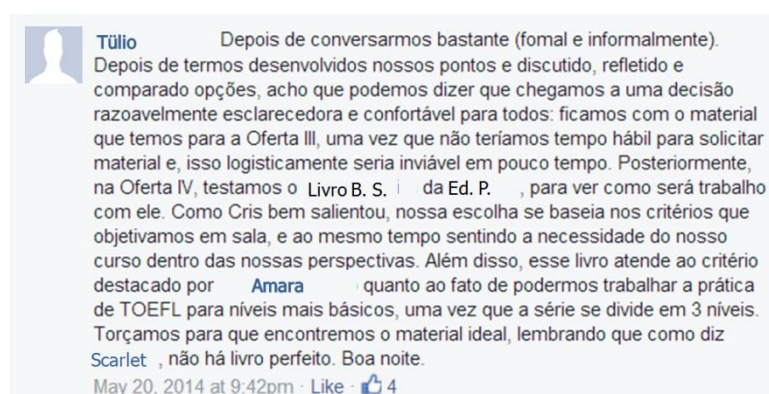 Tülio Depois de conversarmos bastante (fomal e informalmente).
Depois de termos desenvolvidos nossos pontos e discutido, refletido e
comparado opções, acho que podemos dizer que chegamos a uma decisão
razoavelmente esclarecedora e confortável para todos: ficamos com o material
que temos para a Oferta III, uma vez que não teríamos tempo hábil para solicitar
material e, isso logisticamente seria inviável em pouco tempo. Posteriormente,
na Oferta IV, testamos o Livro B. S. da Ed. P. , para ver como será trabalho
com ele. Como Cris bem salientou, nossa escolha se baseia nos critérios que
objetivamos em sala, e ao mesmo tempo sentindo a necessidade do nosso
curso dentro das nossas perspectivas. Além disso, esse livro atende ao critério
destacado por Amara quanto ao fato de podermos trabalhar a prática
de TOEFL para níveis mais básicos, uma vez que a série se divide em 3 níveis.
Torçamos para que encontremos o material ideal, lembrando que como diz
Scarlet , não há livro perfeito. Boa noite.
May 20, 2014 at 9:42pm · Like · 4